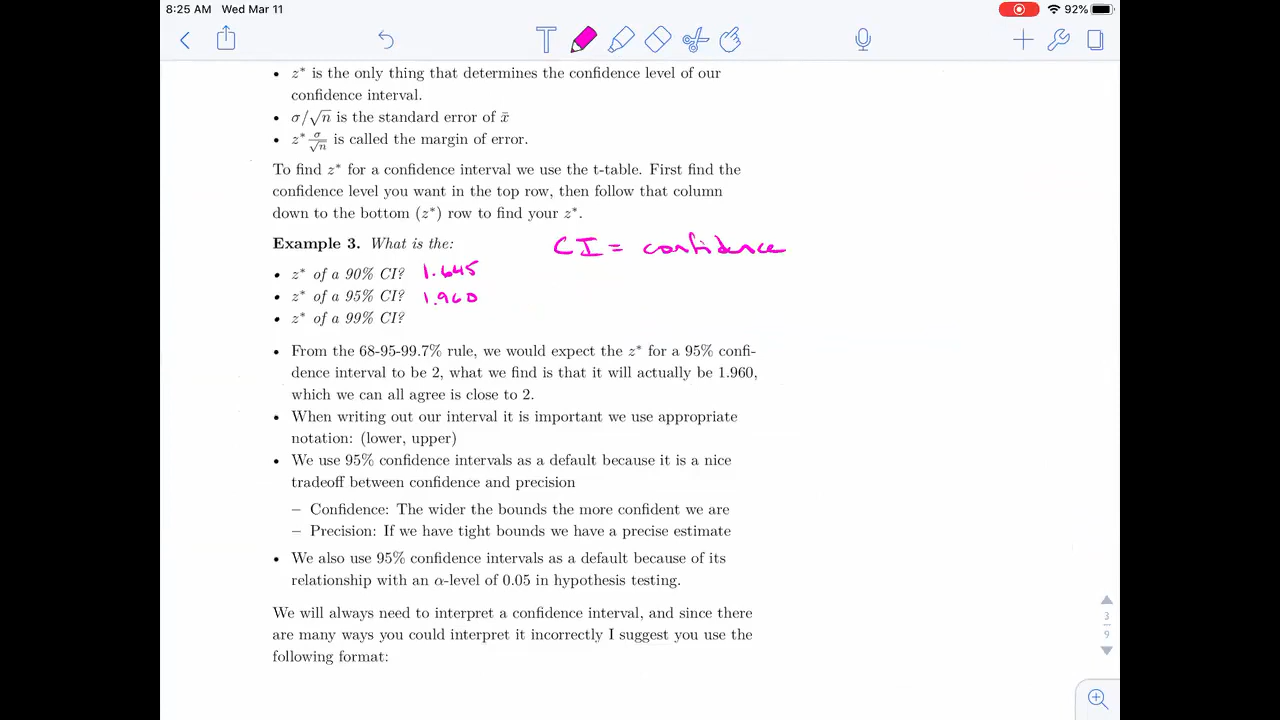 8:25 AM Wed Mar 11
92%
T
• z* is the only thing that determines the confidence level of our
confidence interval.
• σ/√n is the standard error of x̄
• z* σ/√n is called the margin of error.
To find z* for a confidence interval we use the t-table. First find the
confidence level you want in the top row, then follow that column
down to the bottom (z*) row to find your z*.
Example 3. What is the:
CI = confidence
• z* of a 90% CI? 1.645
• z* of a 95% CI? 1.960
• z* of a 99% CI?
• From the 68-95-99.7% rule, we would expect the z* for a 95% confi-
dence interval to be 2, what we find is that it will actually be 1.960,
which we can all agree is close to 2.
• When writing out our interval it is important we use appropriate
notation: (lower, upper)
• We use 95% confidence intervals as a default because it is a nice
tradeoff between confidence and precision
– Confidence: The wider the bounds the more confident we are
– Precision: If we have tight bounds we have a precise estimate
• We also use 95% confidence intervals as a default because of its
relationship with an α-level of 0.05 in hypothesis testing.
We will always need to interpret a confidence interval, and since there
are many ways you could interpret it incorrectly I suggest you use the
following format:
3
9